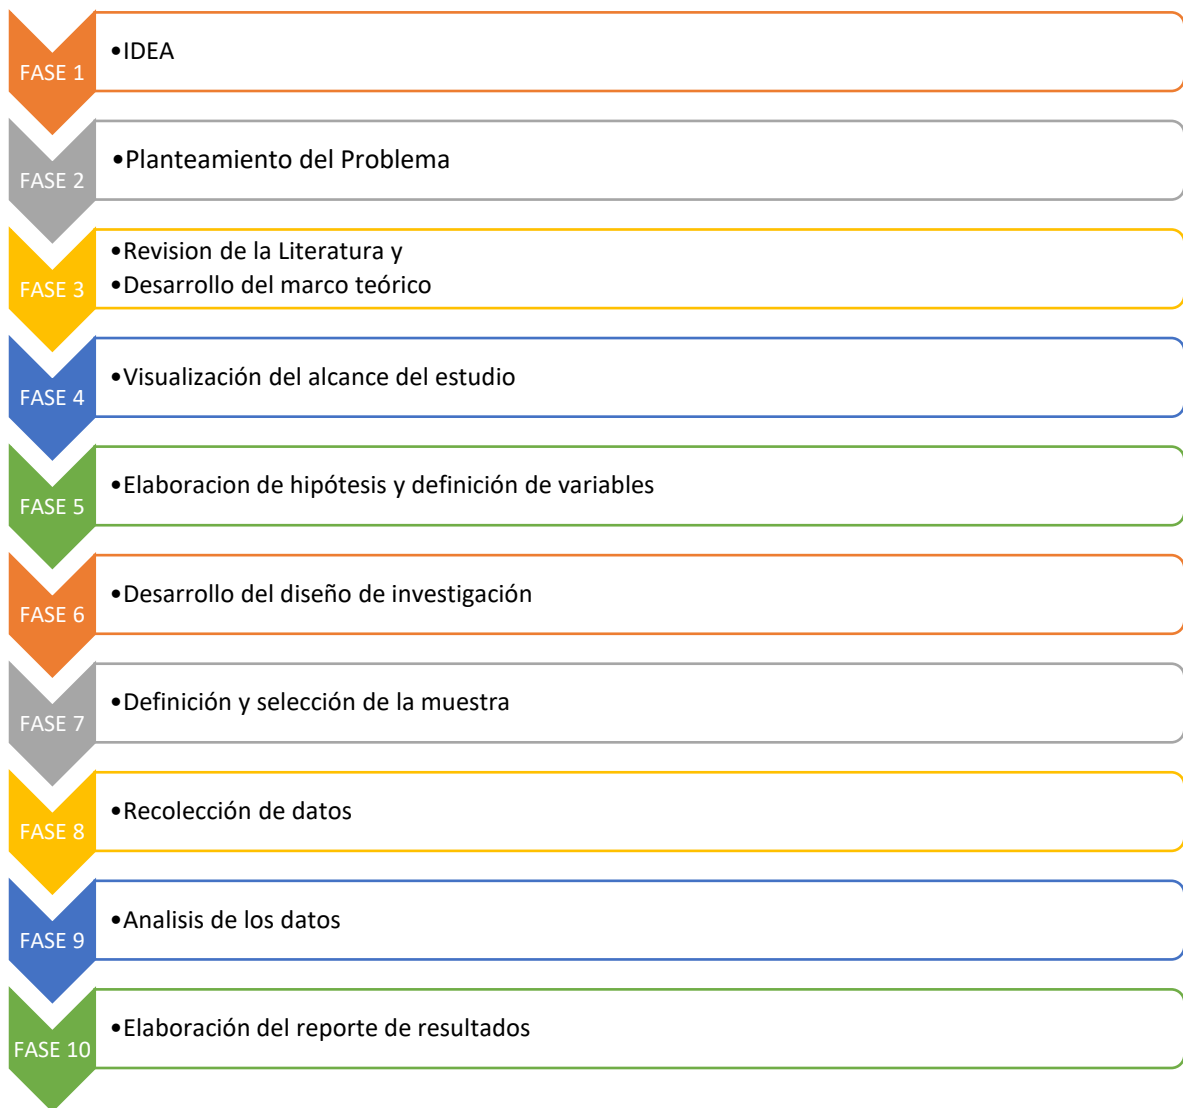 FASE 1
•IDEA
FASE 2
•Planteamiento del Problema
FASE 3
•Revision de la Literatura y
•Desarrollo del marco teórico
FASE 4
•Visualización del alcance del estudio
FASE 5
•Elaboracion de hipótesis y definición de variables
FASE 6
•Desarrollo del diseño de investigación
FASE 7
•Definición y selección de la muestra
FASE 8
•Recolección de datos
FASE 9
•Analisis de los datos
FASE 10
•Elaboración del reporte de resultados